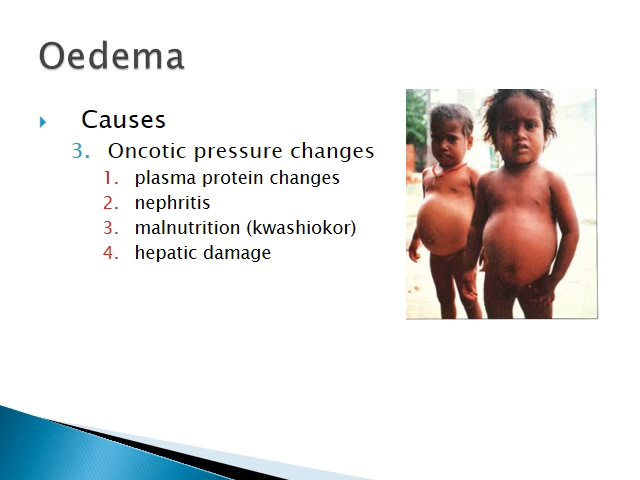 Oedema
Causes
3. Oncotic pressure changes
1. plasma protein changes
2. nephritis
3. malnutrition (kwashiokor)
4. hepatic damage